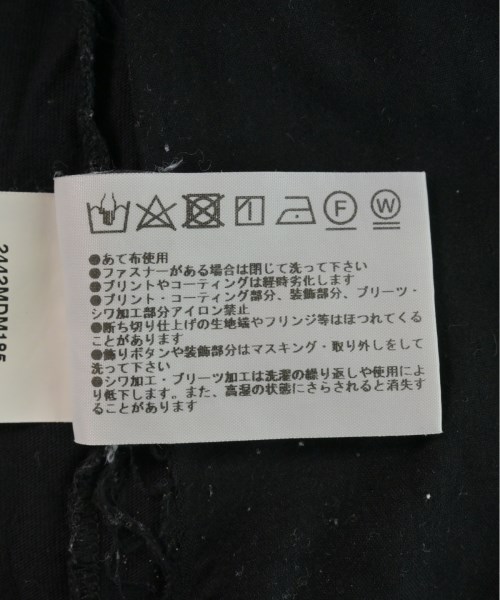 F W
●あて布使用
●ファスナーがある場合は閉じて洗って下さい
●プリントやコーティングは経時劣化します
●プリント・コーティング部分、装飾部分、プリーツ・
シワ加工部分アイロン禁止
●断ち切り仕上げの生地端やフリンジ等はほつれてくる
ことがあります
●飾りボタンや装飾部分はマスキング・取り外しをして
洗って下さい
●シワ加工・プリーツ加工は洗濯の繰り返しや使用によ
り低下します。また、高湿の状態にさらされると消失す
ることがあります